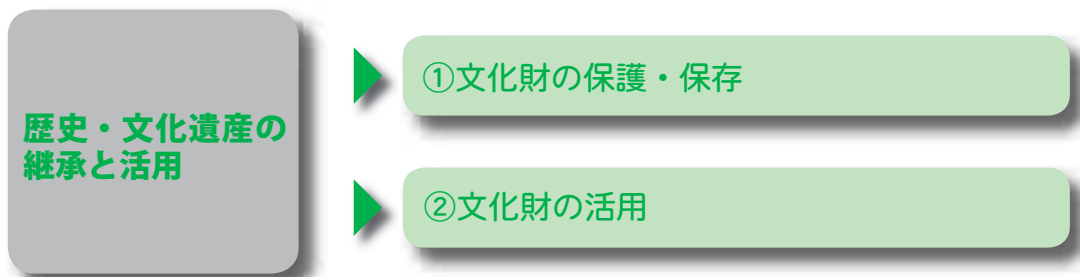 歴史・文化遺産の
継承と活用
①文化財の保護・保存
②文化財の活用